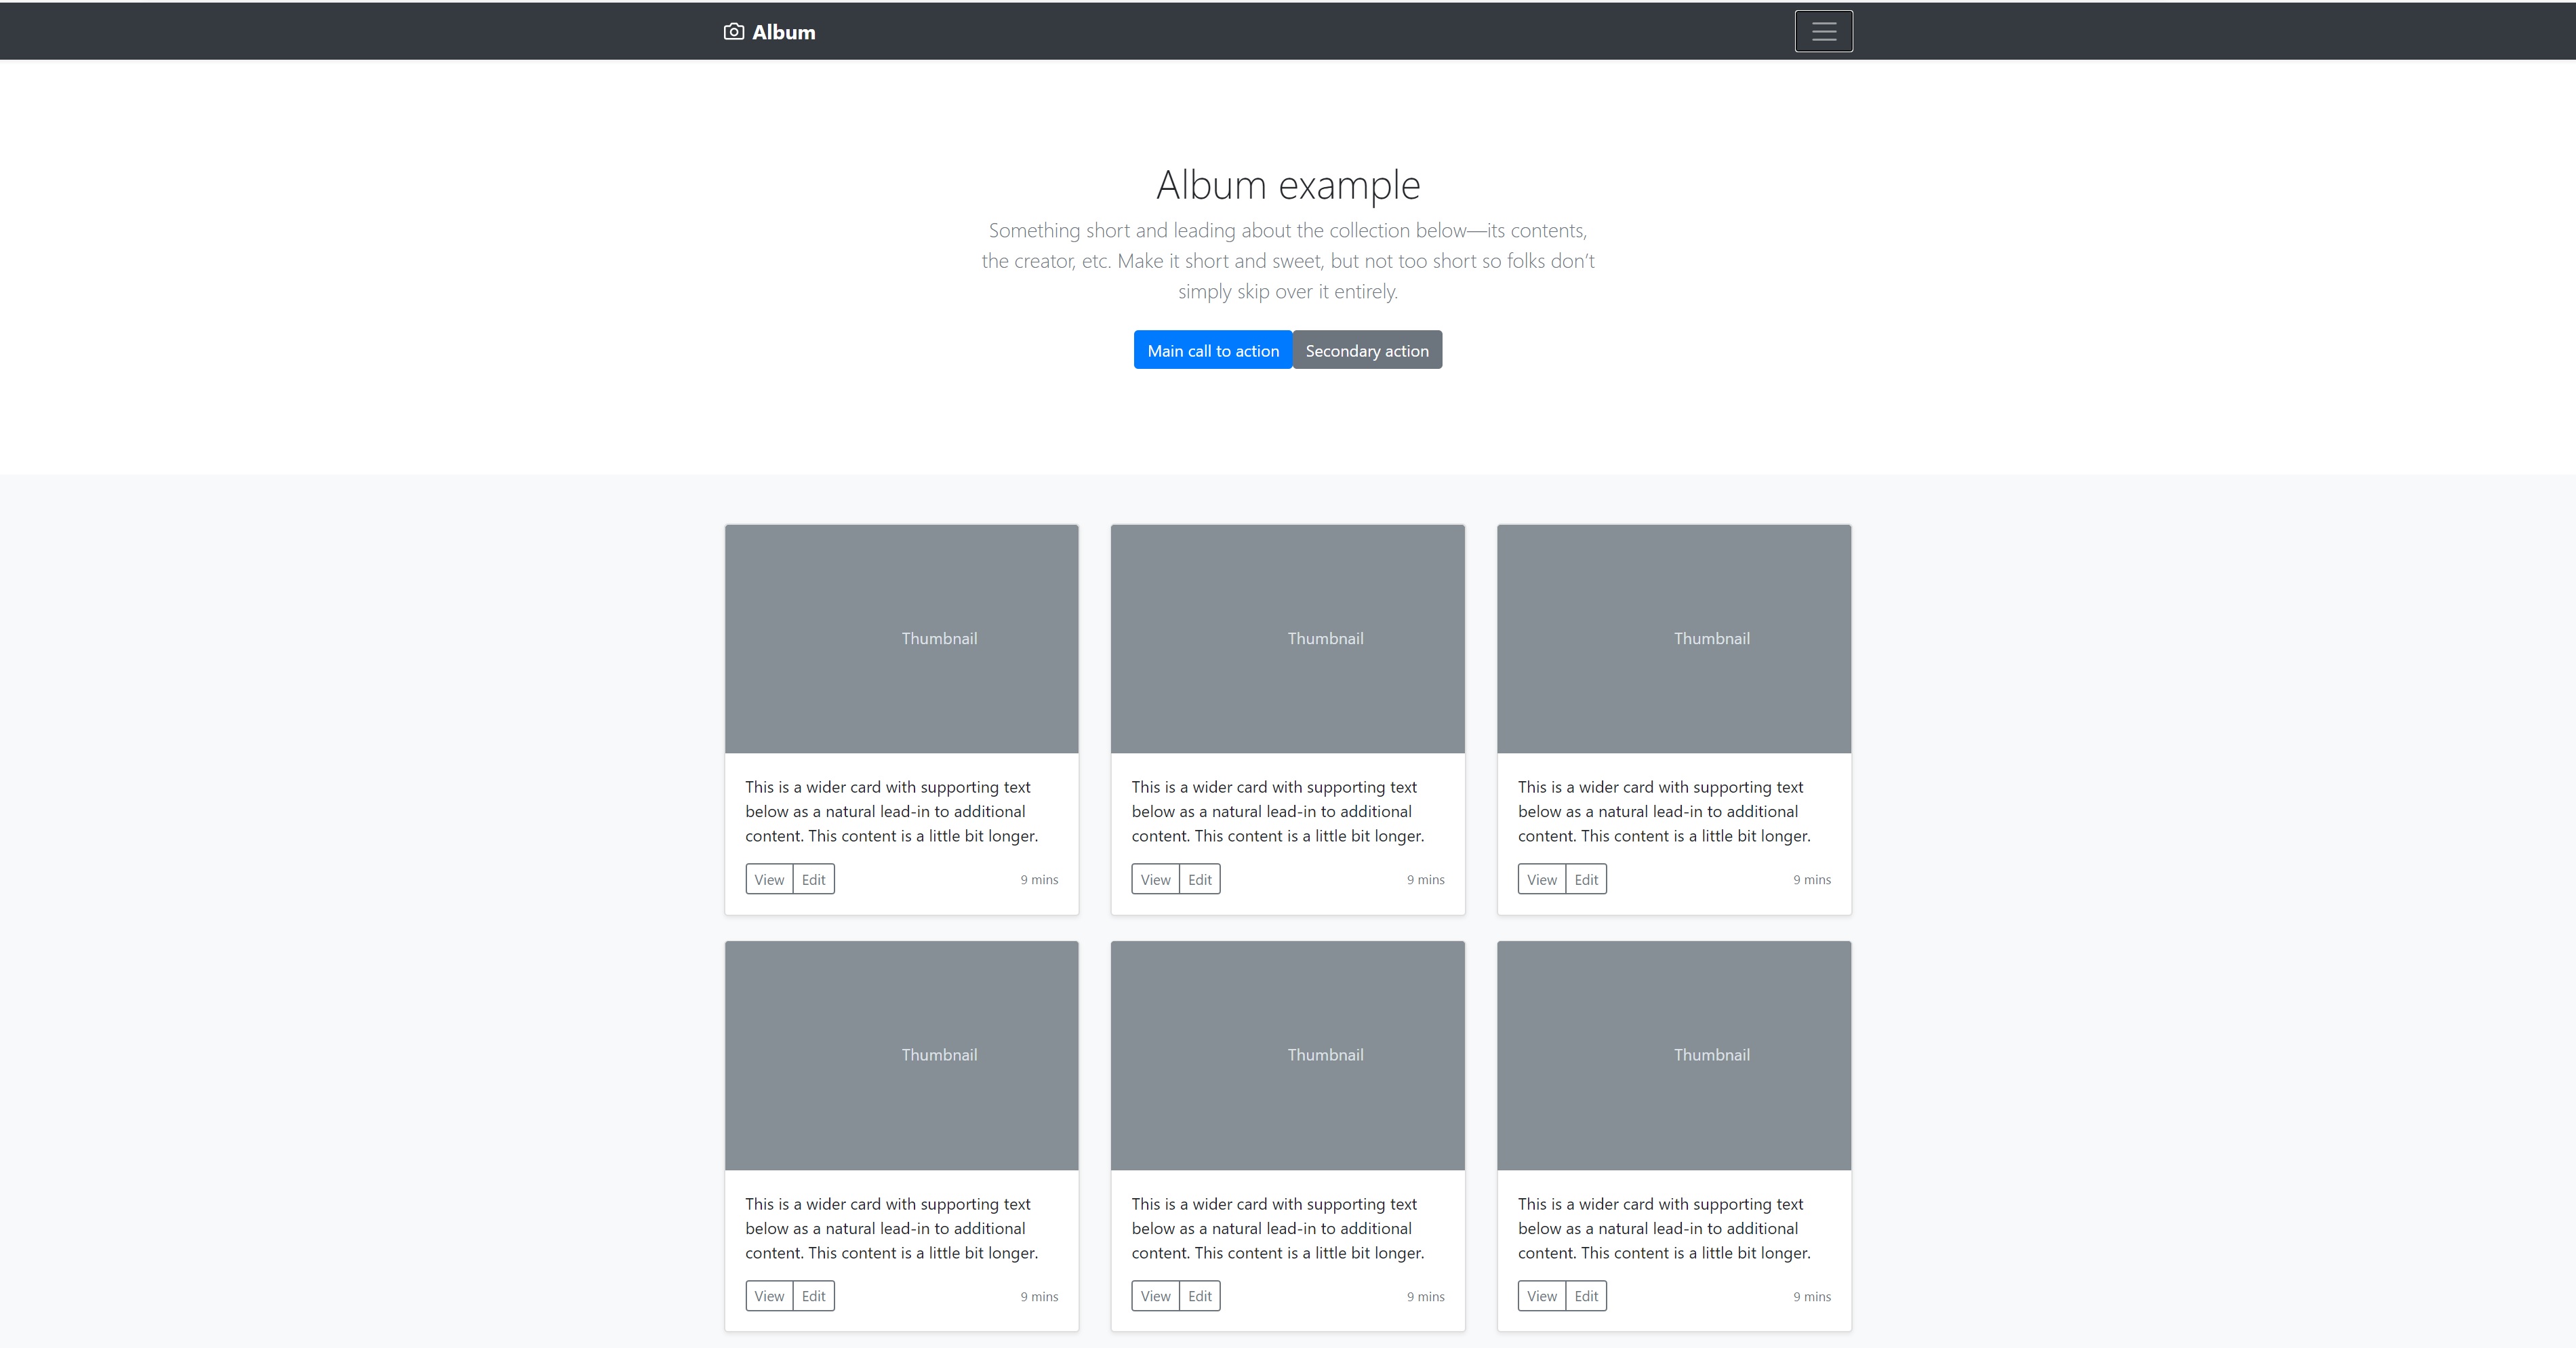 Album
Album example
Something short and leading about the collection below—its contents,
the creator, etc. Make it short and sweet, but not too short so folks don’t
simply skip over it entirely.
Main call to action Secondary action
Thumbnail
This is a wider card with supporting text
below as a natural lead-in to additional
content. This content is a little bit longer.
View Edit 9 mins
Thumbnail
This is a wider card with supporting text
below as a natural lead-in to additional
content. This content is a little bit longer.
View Edit 9 mins
Thumbnail
This is a wider card with supporting text
below as a natural lead-in to additional
content. This content is a little bit longer.
View Edit 9 mins
Thumbnail
This is a wider card with supporting text
below as a natural lead-in to additional
content. This content is a little bit longer.
View Edit 9 mins
Thumbnail
This is a wider card with supporting text
below as a natural lead-in to additional
content. This content is a little bit longer.
View Edit 9 mins
Thumbnail
This is a wider card with supporting text
below as a natural lead-in to additional
content. This content is a little bit longer.
View Edit 9 mins